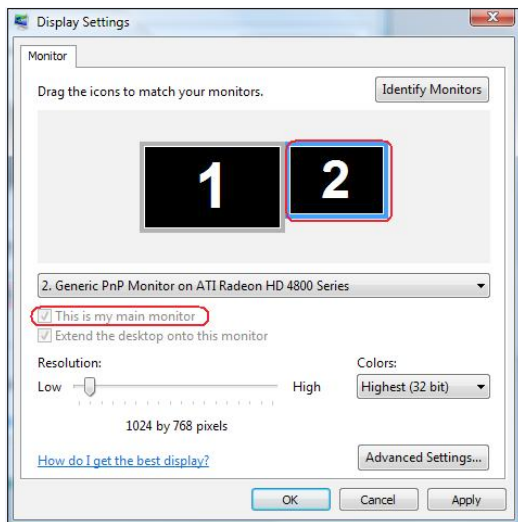 Display Settings
Monitor
Drag the icons to match your monitors.
Identify Monitors
1
2
2. Generic PnP Monitor on ATI Radeon HD 4800 Series
This is my main monitor
Extend the desktop onto this monitor
Resolution:
Colors:
Low
High
Highest (32 bit)
1024 by 768 pixels
How do I get the best display?
Advanced Settings...
OK
Cancel
Apply